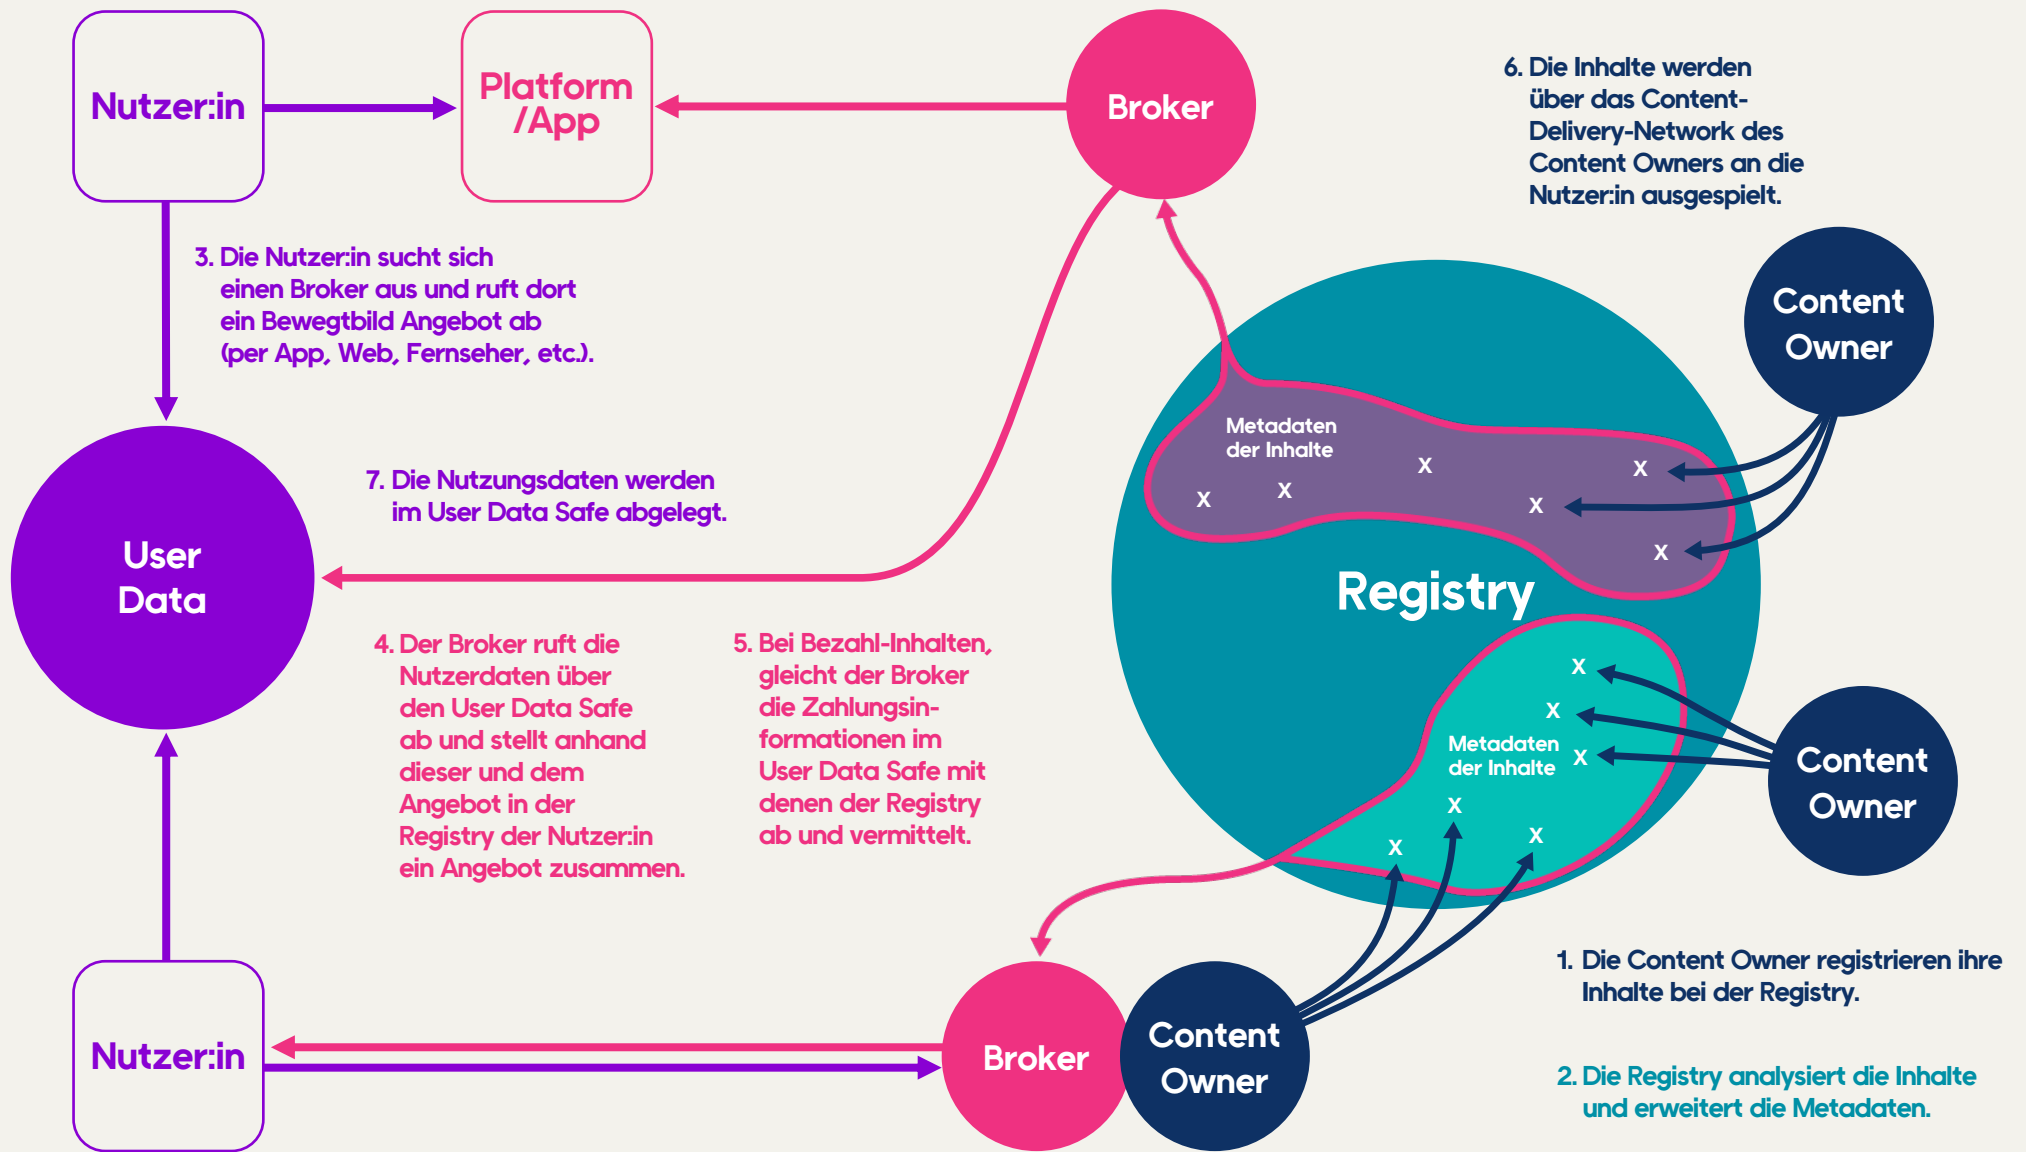 Nutzer:in
Platform
/App
Broker
6. Die Inhalte werden
über das Content-
Delivery-Network des
Content Owners an die
Nutzer:in ausgespielt.
3. Die Nutzer:in sucht sich
einen Broker aus und ruft dort
ein Bewegtbild Angebot ab
(per App, Web, Fernseher, etc.).
Content
Owner
Metadaten
der Inhalte
X
X
X
X
X
X
7. Die Nutzungsdaten werden
im User Data Safe abgelegt.
User
Data
Registry
4. Der Broker ruft die
Nutzerdaten über
den User Data Safe
ab und stellt anhand
dieser und dem
Angebot in der
Registry der Nutzer:in
ein Angebot zusammen.
5. Bei Bezahl-Inhalten,
gleicht der Broker
die Zahlungsin-
formationen im
User Data Safe mit
denen der Registry
ab und vermittelt.
X
X
Metadaten
der Inhalte
X
X
X
X
Content
Owner
1. Die Content Owner registrieren ihre
Inhalte bei der Registry.
Nutzer:in
Broker
Content
Owner
2. Die Registry analysiert die Inhalte
und erweitert die Metadaten.